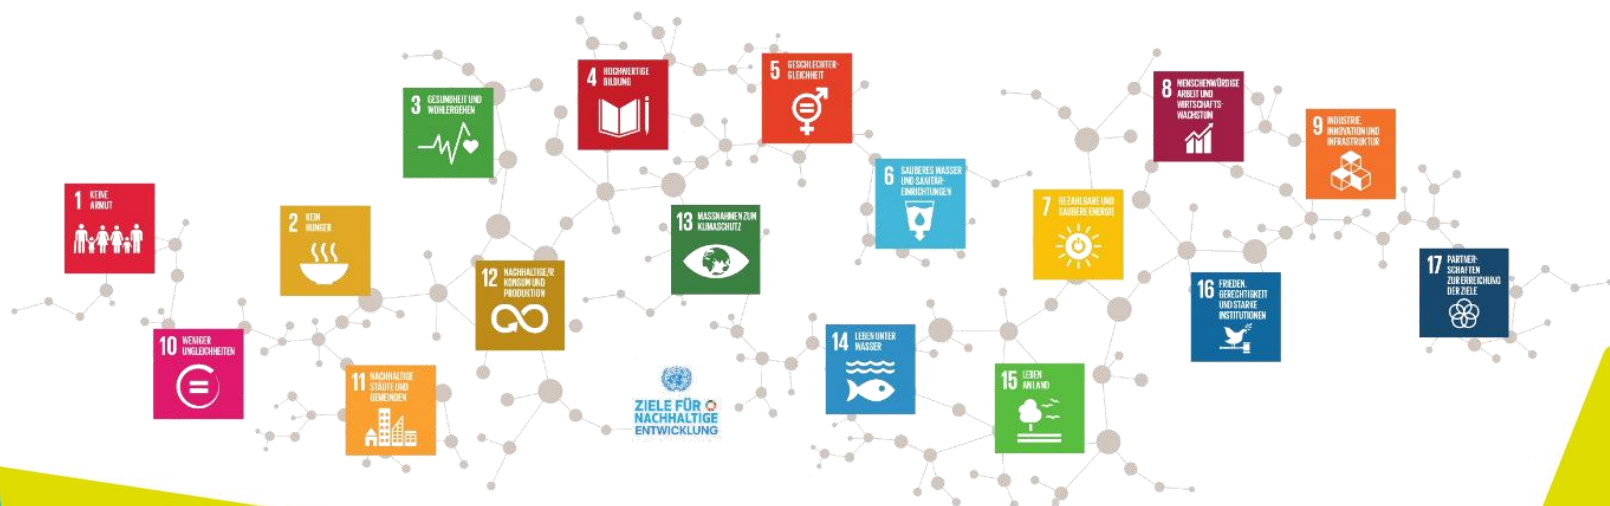 1 KEINE
ARMUT
2 KEIN
HUNGER
3 GESUNDHEIT UND
WOHLERGEHEN
4 HOCHWERTIGE
BILDUNG
5 GESCHLECHTER-
GLEICHHEIT
6 SAUBERES WASSER
UND SANITÄR-
EINRICHTUNGEN
7 BEZAHLBARE UND
SAUBERE ENERGIE
8 MENSCHENWÜRDIGE
ARBEIT UND
WIRTSCHAFTS-
WACHSTUM
9 INDUSTRIE,
INNOVATION UND
INFRASTRUKTUR
10 WENIGER
UNGLEICHHEITEN
11 NACHHALTIGE
STÄDTE UND
GEMEINDEN
12 NACHHALTIGE/R
KONSUM UND
PRODUKTION
13 MASSNAHMEN ZUM
KLIMASCHUTZ
14 LEBEN UNTER
WASSER
15 LEBEN
AN LAND
16 FRIEDEN,
GERECHTIGKEIT
UND STARKE
INSTITUTIONEN
17 PARTNER-
SCHAFTEN
ZUR ERREICHUNG
DER ZIELE
ZIELE FÜR
NACHHALTIGE
ENTWICKLUNG